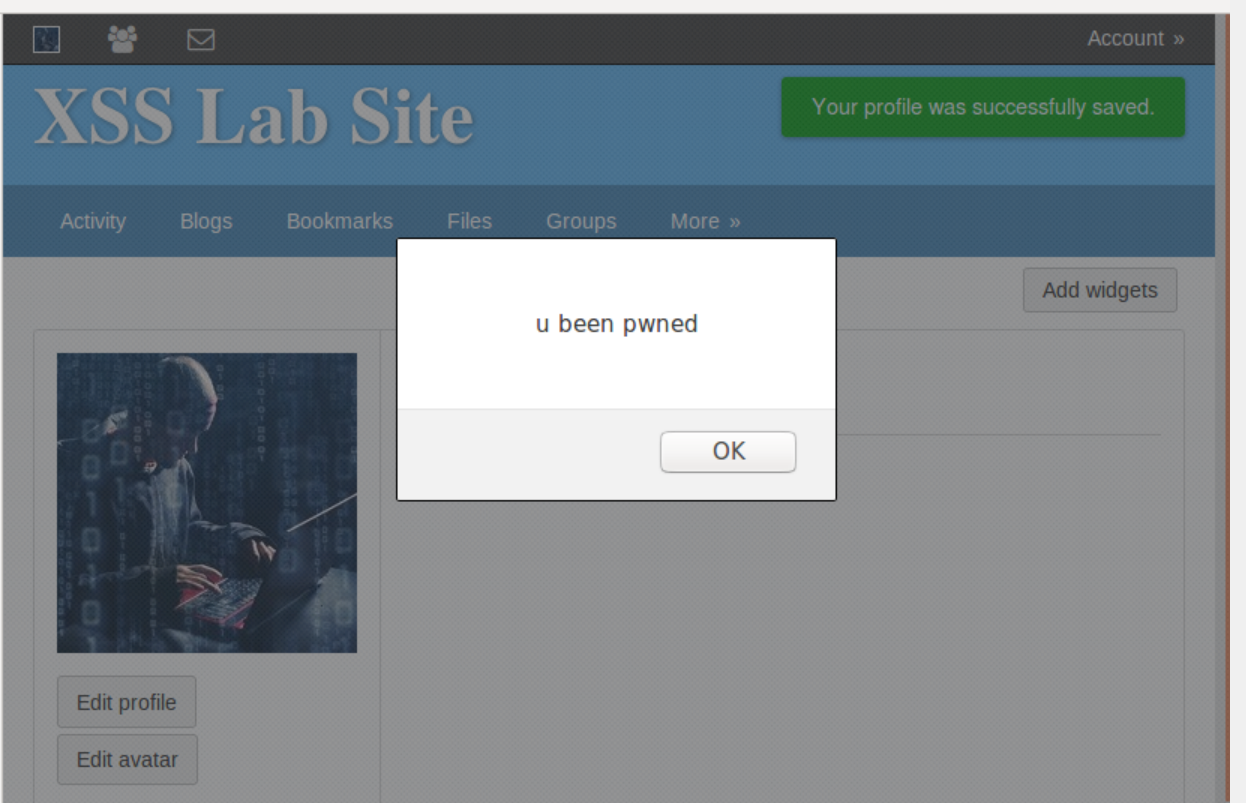 Account »
XSS Lab Site
Your profile was successfully saved.
Activity Blogs Bookmarks Files Groups More »
Add widgets
u been pwned
OK
Edit profile
Edit avatar